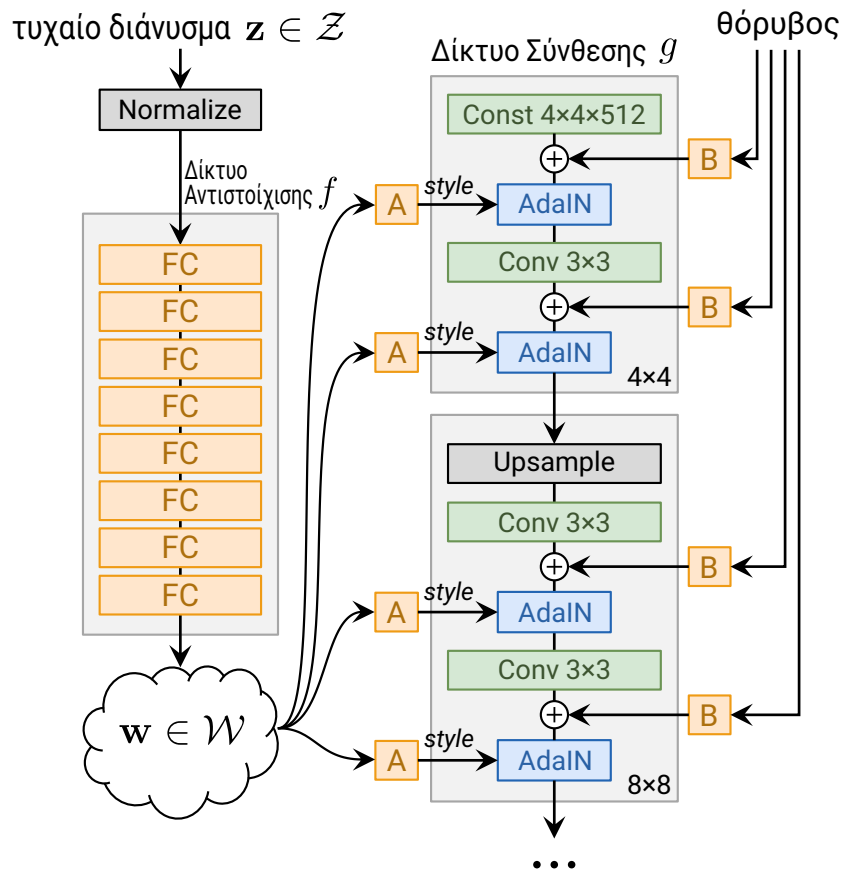 τυχαίο διάνυσμα z ∈ Z
Normalize
Δίκτυο
Αντιστοίχισης f
FC
FC
FC
FC
FC
FC
FC
FC
w ∈ W
Δίκτυο Σύνθεσης g
θόρυβος
Const 4×4×512
+
B
A
style
AdaIN
Conv 3×3
+
B
A
style
AdaIN
4×4
Upsample
Conv 3×3
+
B
A
style
AdaIN
Conv 3×3
+
B
A
style
AdaIN
8×8
...